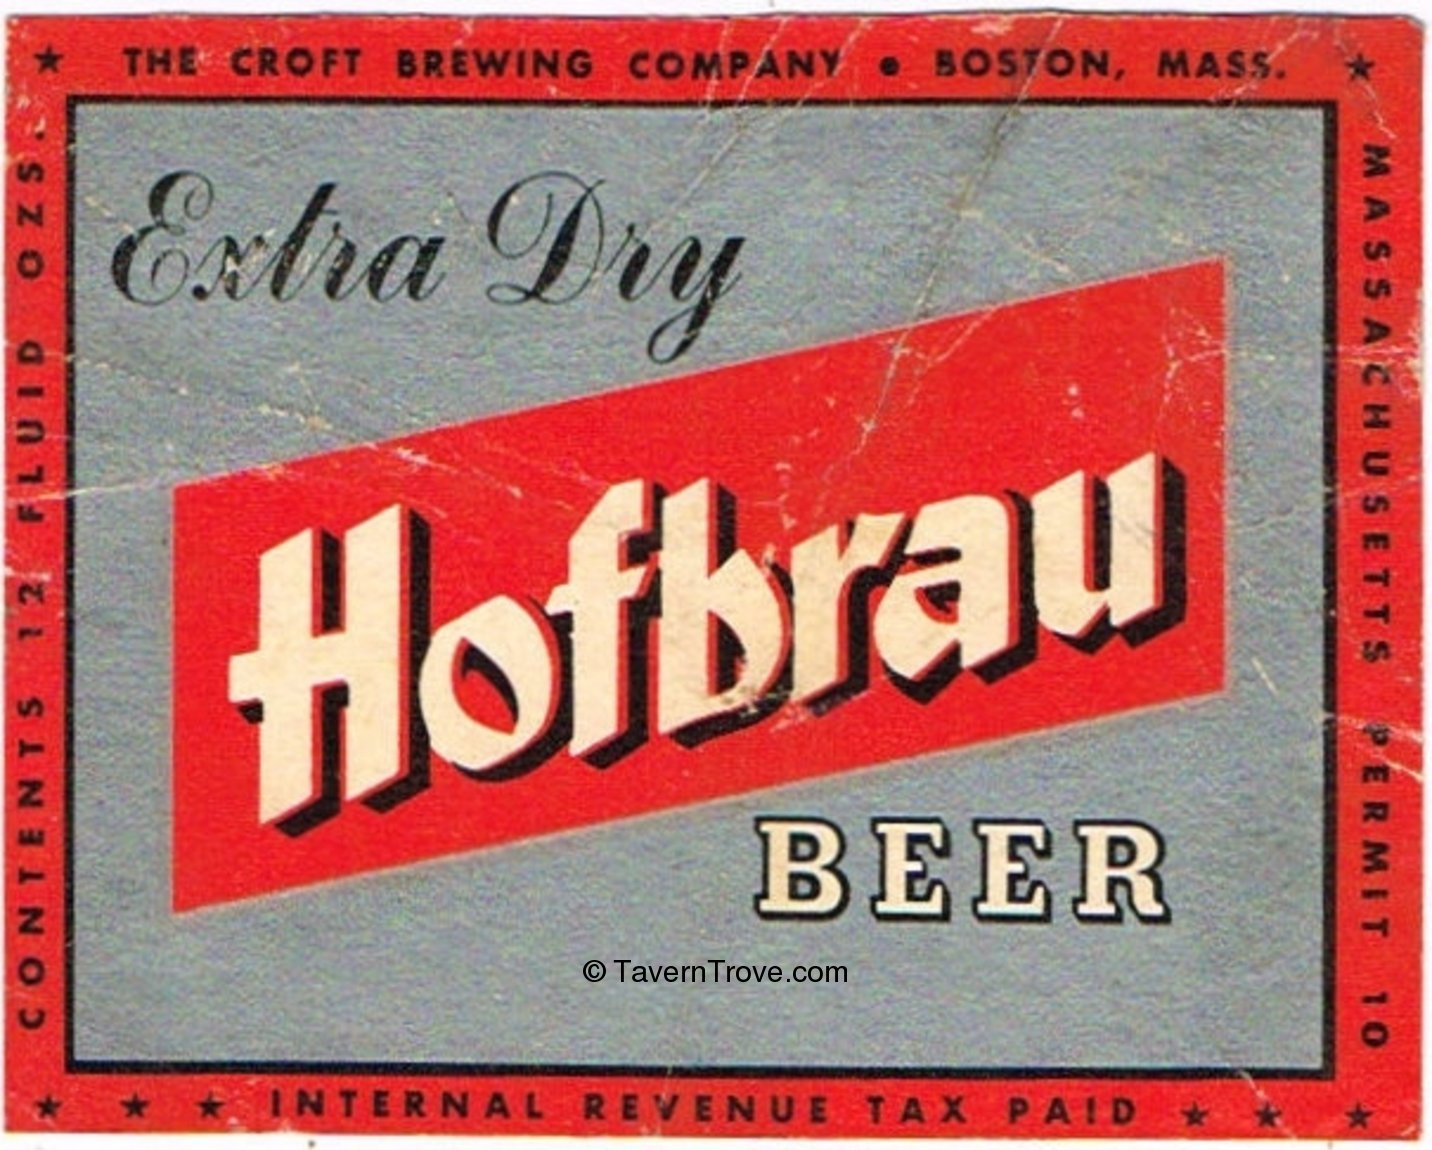 THE CROFT BREWING COMPANY • BOSTON, MASS.
CONTENTS 12 FLUID OZS.
MASSACHUSETTS PERMIT 10
Extra Dry
Hofbrau
BEER
© TavernTrove.com
INTERNAL REVENUE TAX PAID